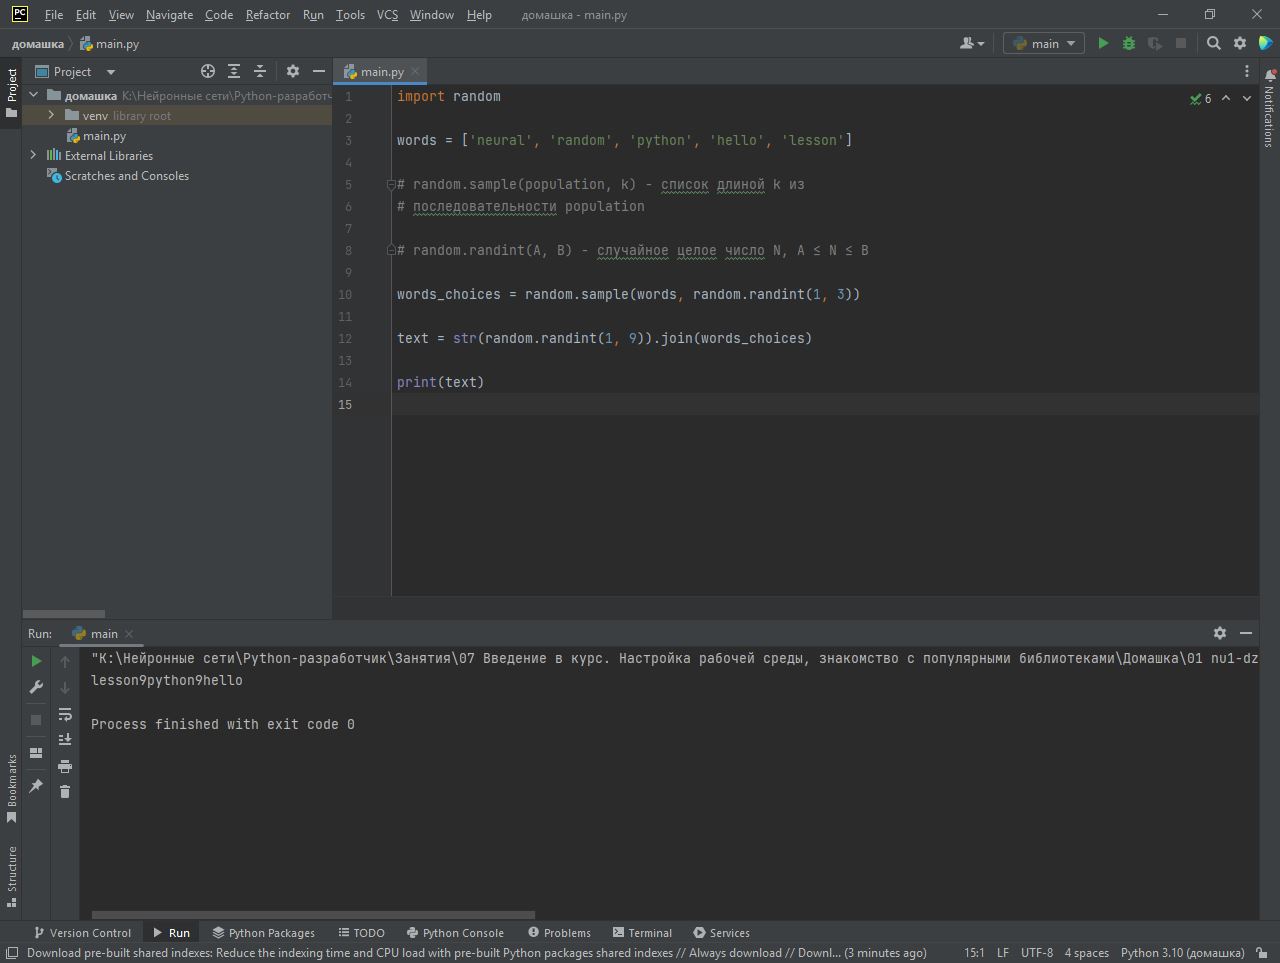 PC File Edit View Navigate Code Refactor Run Tools VCS Window Help домашка - main.py
домашка main.py main
Project
main.py
Project
домашка K:\Нейронные сети\Python-разработч
venv library root
main.py
External Libraries
Scratches and Consoles
Notifications
6
1 import random
2
3 words = ['neural', 'random', 'python', 'hello', 'lesson']
4
5 # random.sample(population, k) - список длиной k из
6 # последовательности population
7
8 # random.randint(A, B) - случайное целое число N, A ≤ N ≤ B
9
10 words_choices = random.sample(words, random.randint(1, 3))
11
12 text = str(random.randint(1, 9)).join(words_choices)
13
14 print(text)
15
Run: main
"K:\Нейронные сети\Python-разработчик\Занятия\07 Введение в курс. Настройка рабочей среды, знакомство с популярными библиотеками\Домашка\01 nu1-dz
lesson9python9hello
Process finished with exit code 0
Bookmarks
Structure
Version Control Run Python Packages TODO Python Console Problems Terminal Services
Download pre-built shared indexes: Reduce the indexing time and CPU load with pre-built Python packages shared indexes // Always download // Downl... (3 minutes ago) 15:1 LF UTF-8 4 spaces Python 3.10 (домашка)